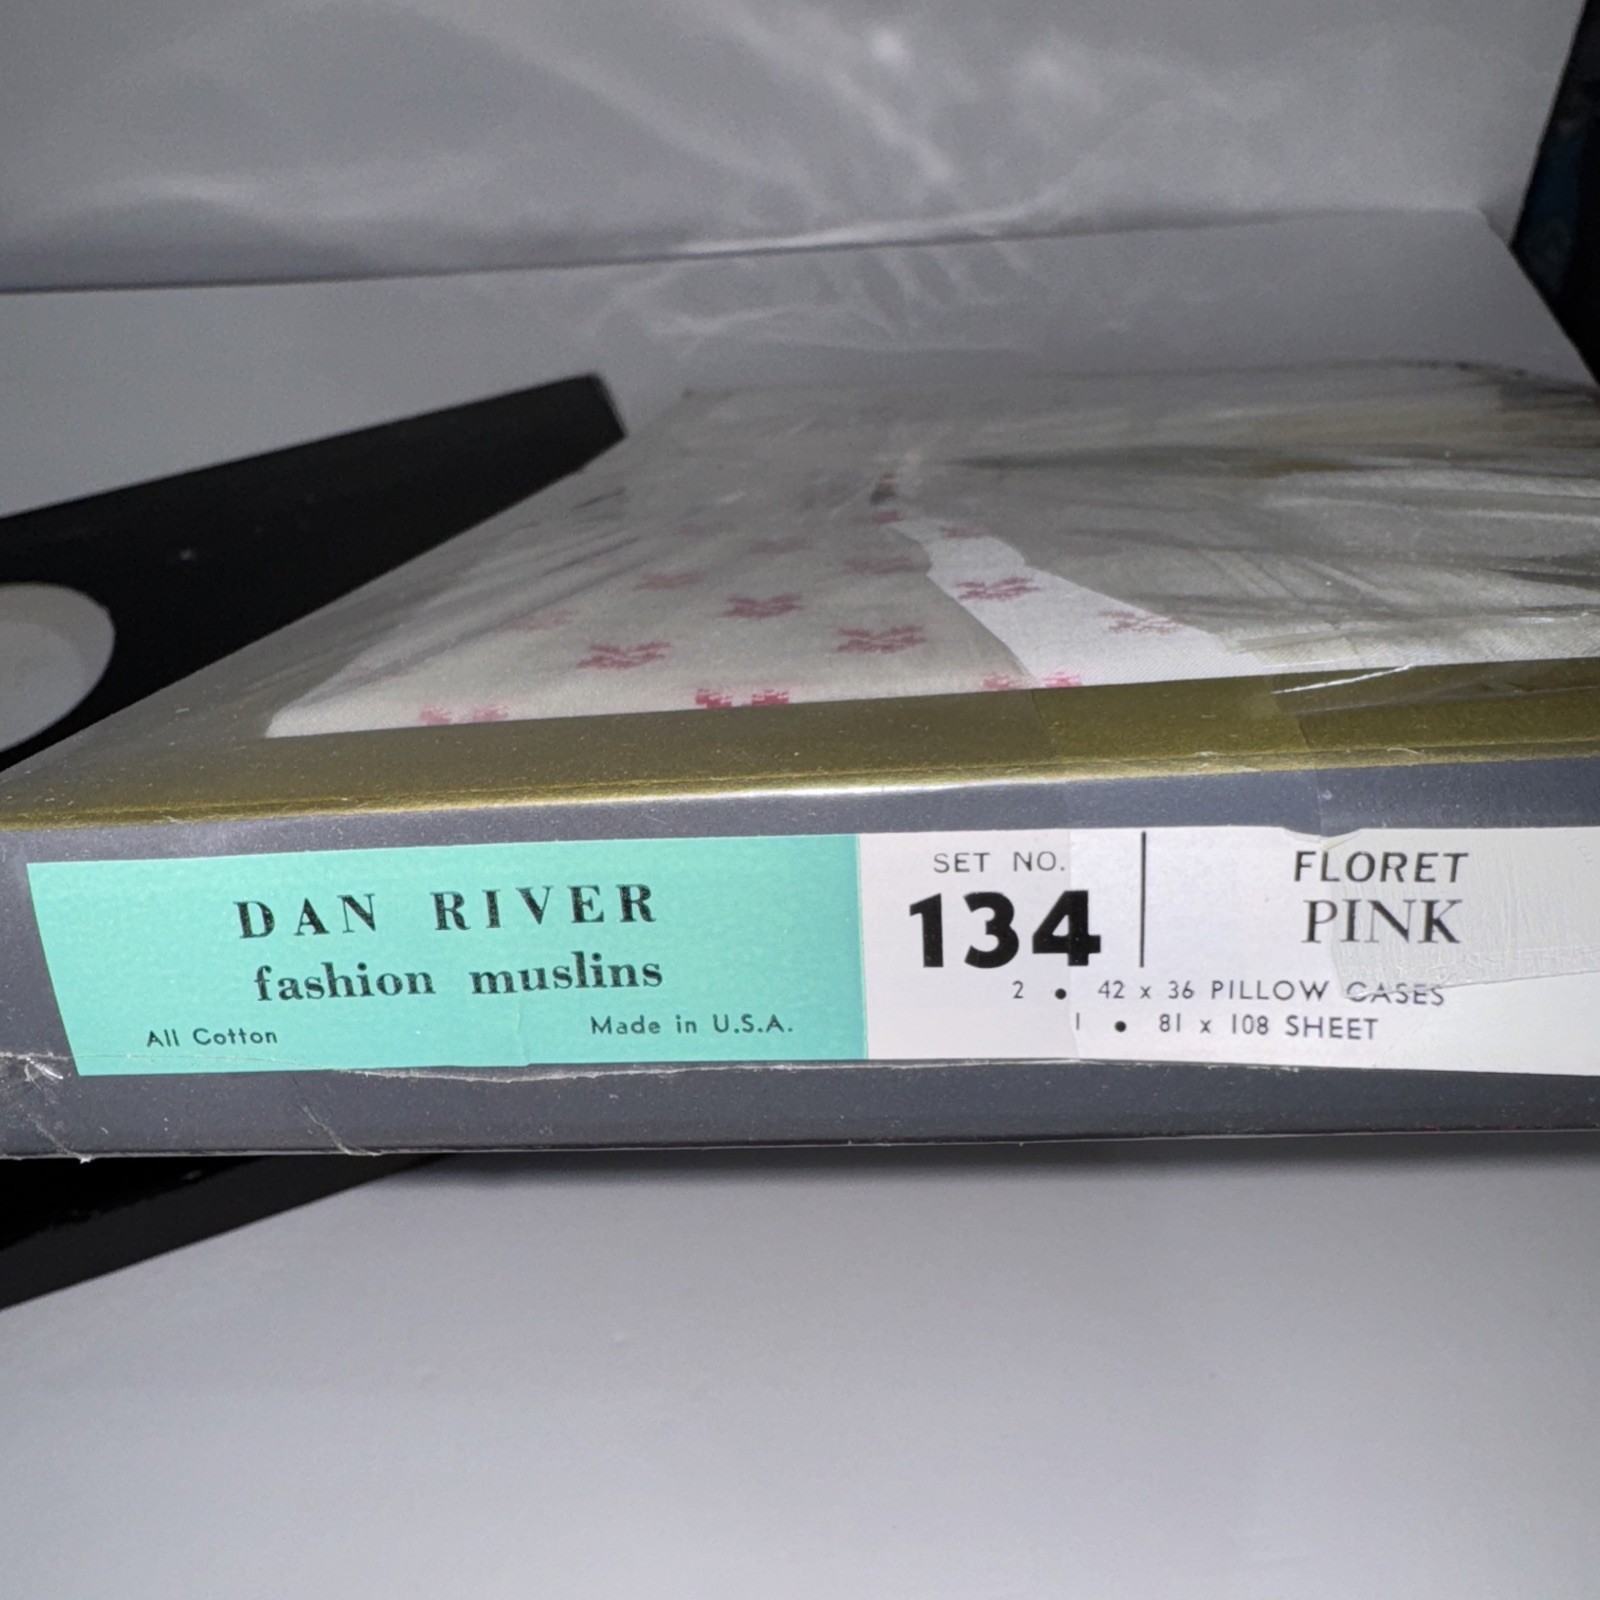 DAN RIVER
fashion muslins
All Cotton
Made in U.S.A.
SET NO.
134
FLORET
PINK
2 • 42 x 36 PILLOW CASES
1 • 81 x 108 SHEET